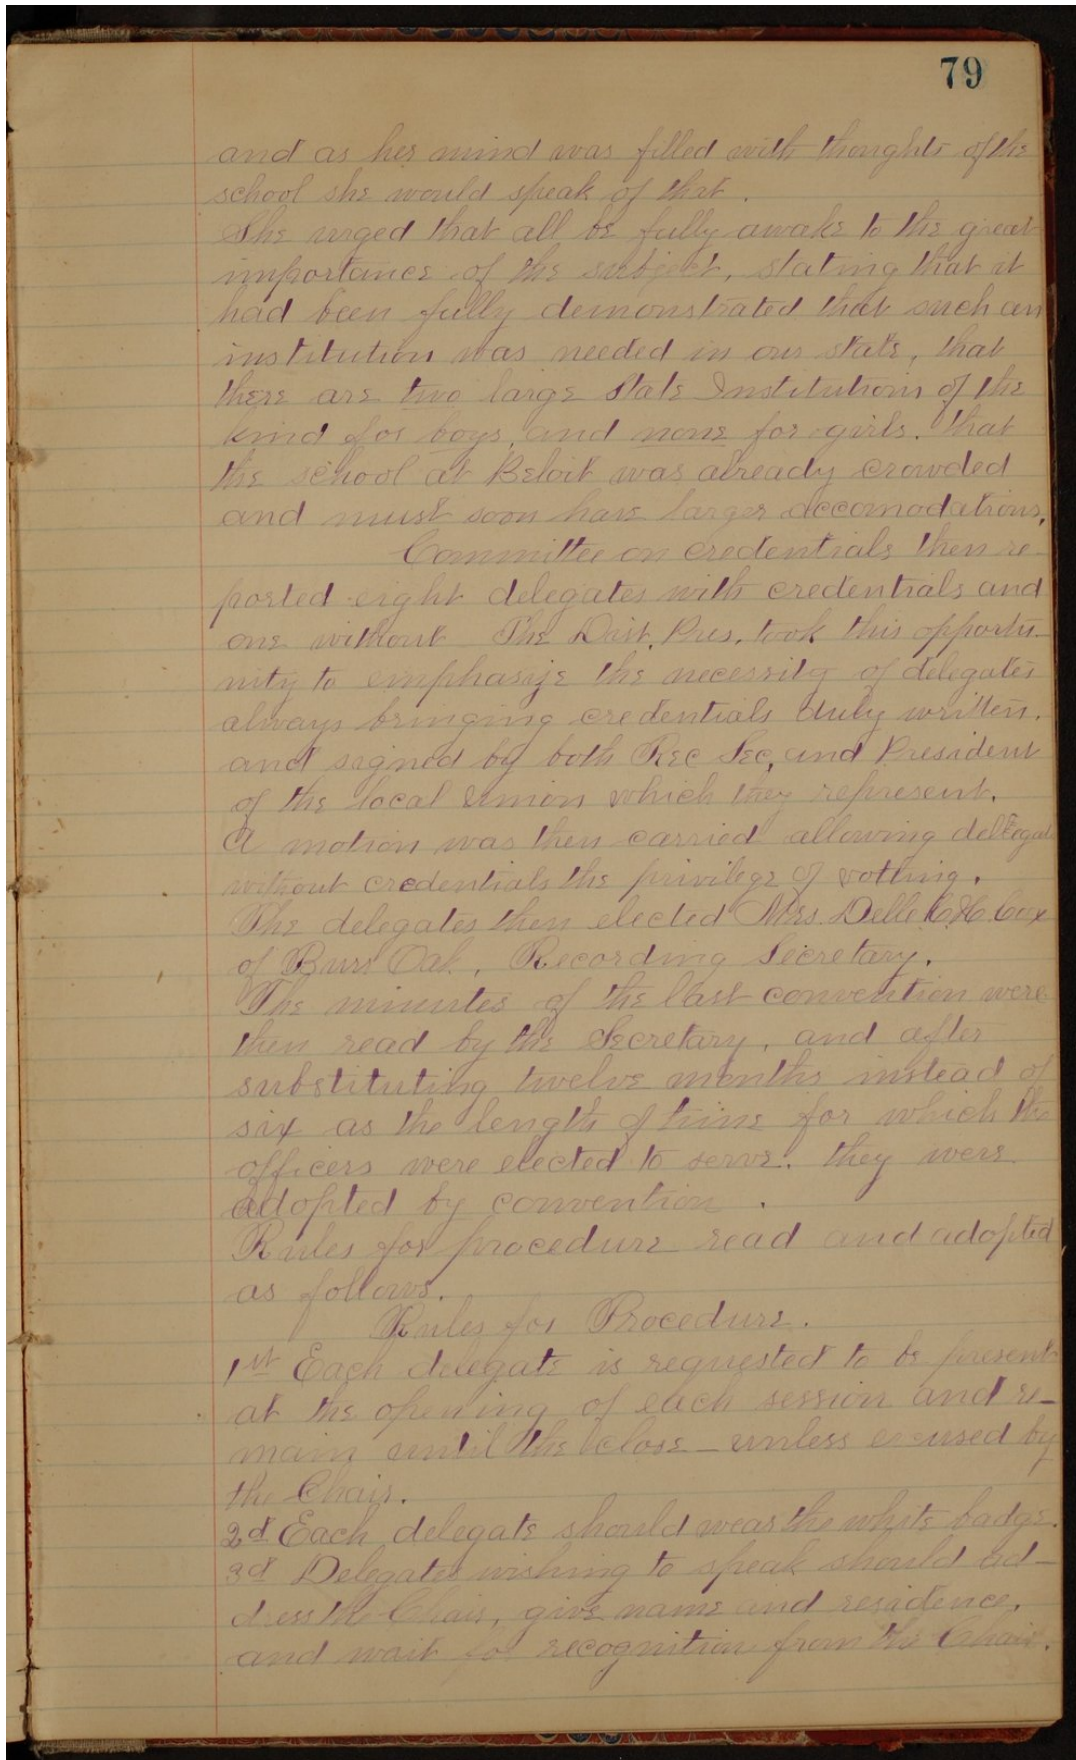 79
and as her mind was filled with thoughts of the
school she would speak of that.
She urged that all be fully awake to the great
importance of the subject, stating that it
had been fully demonstrated that such an
institution was needed in our state, that
there are two large State Institutions of the
kind for boys, and none for girls. That
the school at Beloit was already crowded
and must soon have larger accomodations.
Committee on credentials then re-
ported eight delegates with credentials and
one without The Dist. Pres. took this opportu-
nity to emphasize the necessity of delegates
always bringing credentials duly written.
and signed by both Rec Sec, and President
of the local union which they represent.
A motion was then carried allowing delegat
without credentials the privilege of votling.
The delegates then elected Mrs. Delle Cox
of Burr Oak, Recording Secretary.
The minutes of the last convention were
then read by the Secretary, and after
substituting twelve months instead of
six as the length of time for which the
officers were elected to serve. they were
adopted by convention.
Rules for procedure read and adopted
as follows.
Rules for Procedure.
1st Each delegate is requested to be present
at the opening of each session and re-
main until the close - unless excused by
the Chair.
2d Each delegate should wear the white badge.
3d Delegates wishing to speak should ad-
dress the Chair, give name and residence,
and wait for recognition from the Chair.